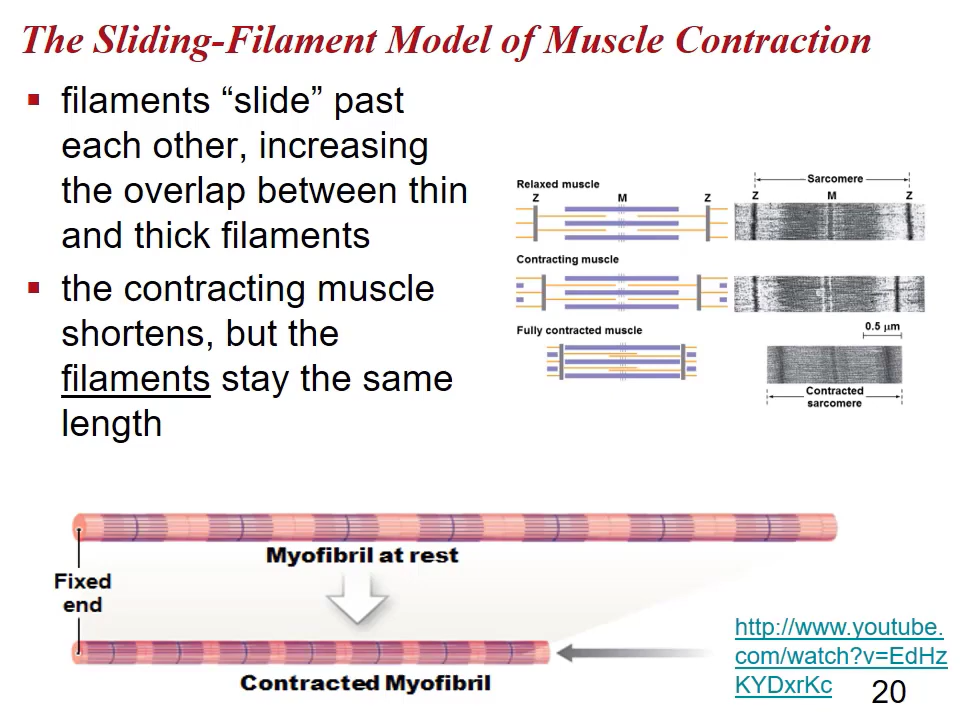 The Sliding-Filament Model of Muscle Contraction
▪ filaments “slide” past
each other, increasing
the overlap between thin
and thick filaments
▪ the contracting muscle
shortens, but the
filaments stay the same
length
Relaxed muscle
Z M Z
Sarcomere
Z M Z
Contracting muscle
0.5 μm
Fully contracted muscle
Contracted
sarcomere
Myofibril at rest
Fixed
end
Contracted Myofibril
http://www.youtube.
com/watch?v=EdHz
KYDxrKc
20